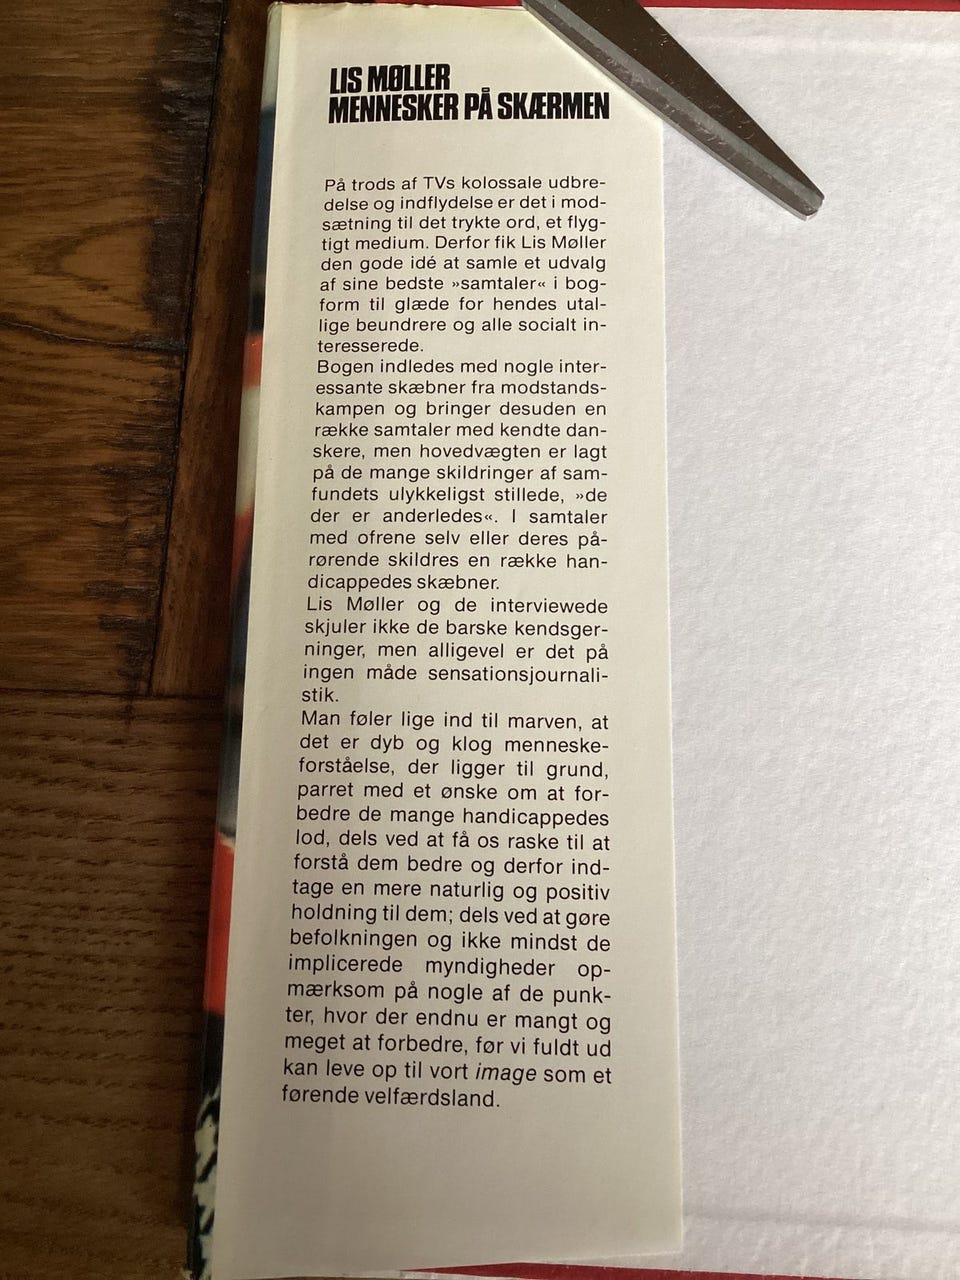 LIS MØLLER
MENNESKER PÅ SKÆRMEN
På trods af TVs kolossale udbre-
delse og indflydelse er det i mod-
sætning til det trykte ord, et flyg-
tigt medium. Derfor fik Lis Møller
den gode idé at samle et udvalg
af sine bedste »samtaler« i bog-
form til glæde for hendes utal-
lige beundrere og alle socialt in-
teresserede.
Bogen indledes med nogle inter-
essante skæbner fra modstands-
kampen og bringer desuden en
række samtaler med kendte dan-
skere, men hovedvægten er lagt
på de mange skildringer af sam-
fundets ulykkeligst stillede, »de
der er anderledes«. I samtaler
med ofrene selv eller deres på-
rørende skildres en række han-
dicappedes skæbner.
Lis Møller og de interviewede
skjuler ikke de barske kendsger-
ninger, men alligevel er det på
ingen måde sensationsjournali-
stik.
Man føler lige ind til marven, at
det er dyb og klog menneske-
forståelse, der ligger til grund,
parret med et ønske om at for-
bedre de mange handicappedes
lod, dels ved at få os raske til at
forstå dem bedre og derfor ind-
tage en mere naturlig og positiv
holdning til dem; dels ved at gøre
befolkningen og ikke mindst de
implicerede myndigheder op-
mærksom på nogle af de punk-
ter, hvor der endnu er mangt og
meget at forbedre, før vi fuldt ud
kan leve op til vort image som et
førende velfærdsland.